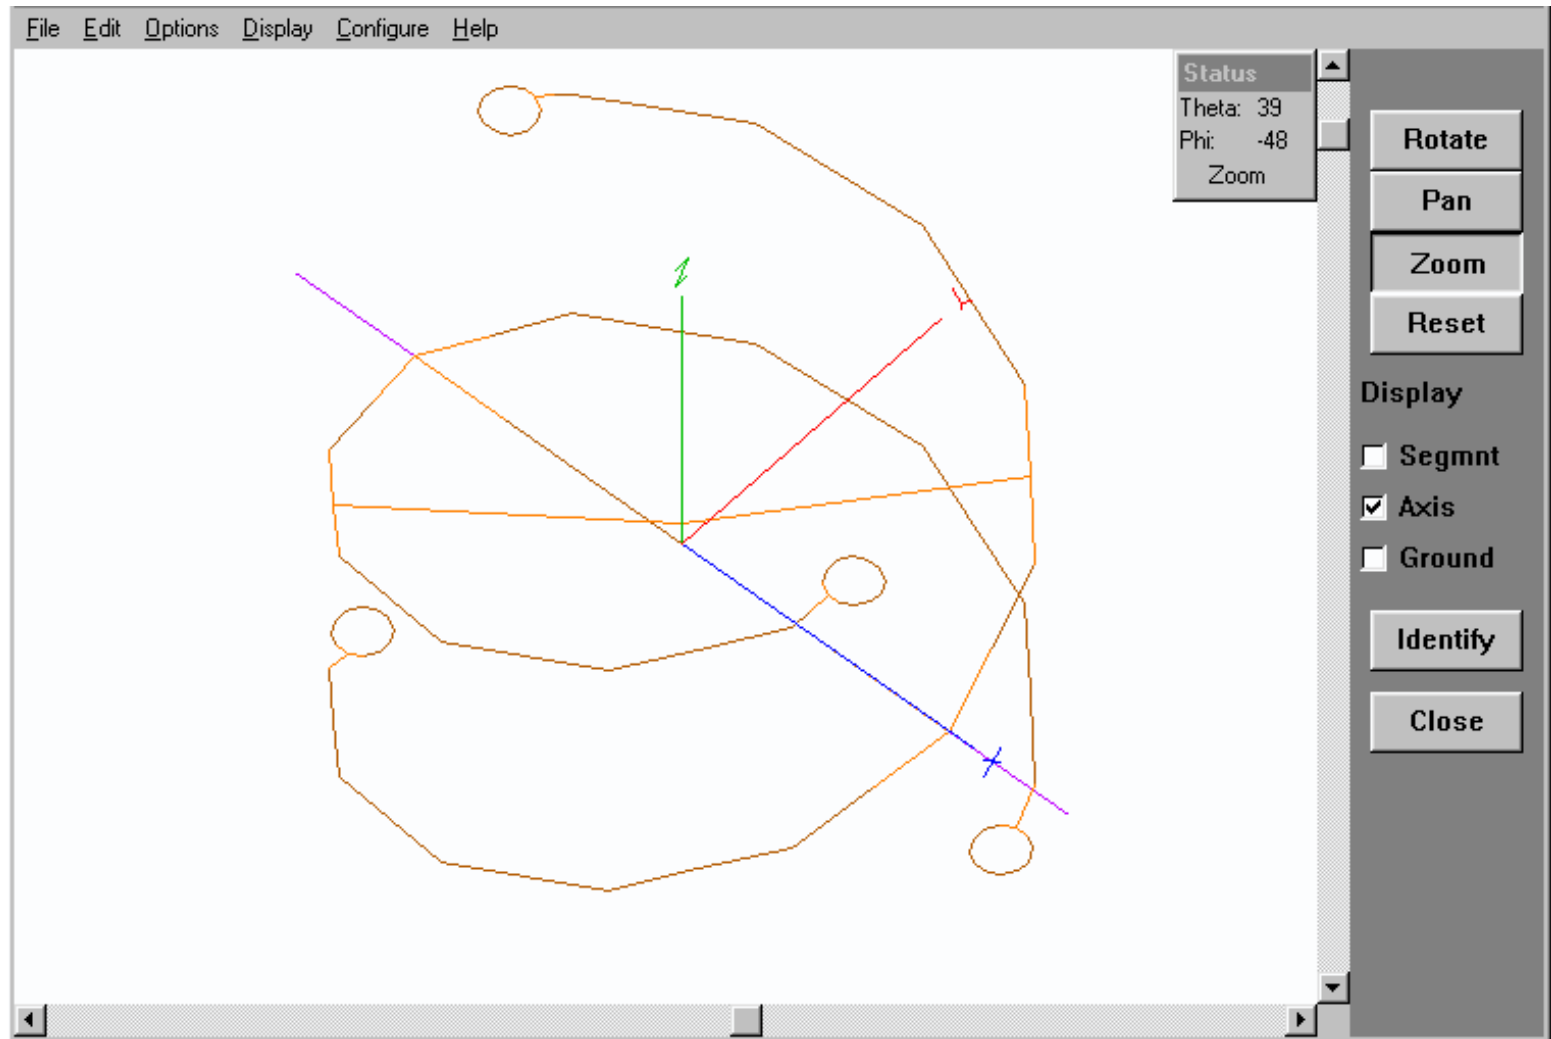 File Edit Options Display Configure Help
Status
Theta: 39
Phi: -48
Zoom
Rotate
Pan
Zoom
Reset
Display
Segmnt
Axis
Ground
Identify
Close
Z
Y
X